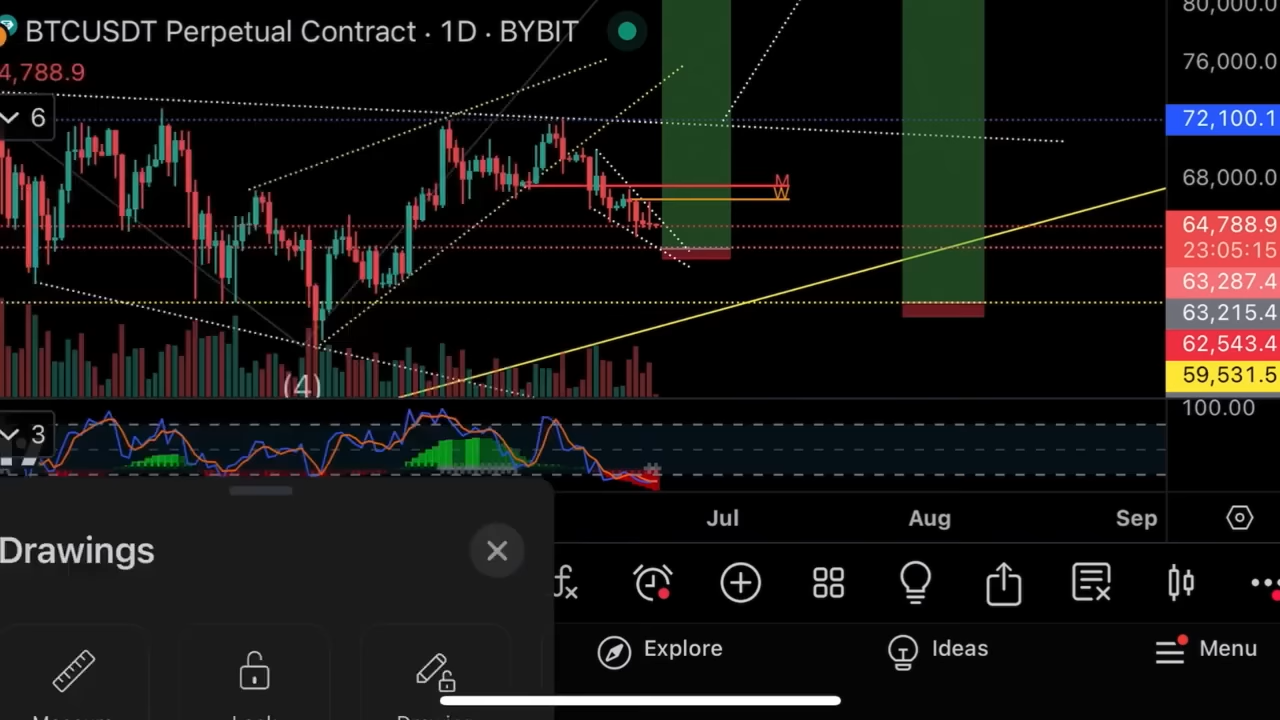 BTCUSDT Perpetual Contract · 1D · BYBIT
4,788.9
6
80,000.0
76,000.0
72,100.1
68,000.0
M
W
64,788.9
23:05:15
63,287.4
63,215.4
62,543.4
59,531.5
(4)
100.00
3
Jul Aug Sep
Drawings
Explore Ideas Menu